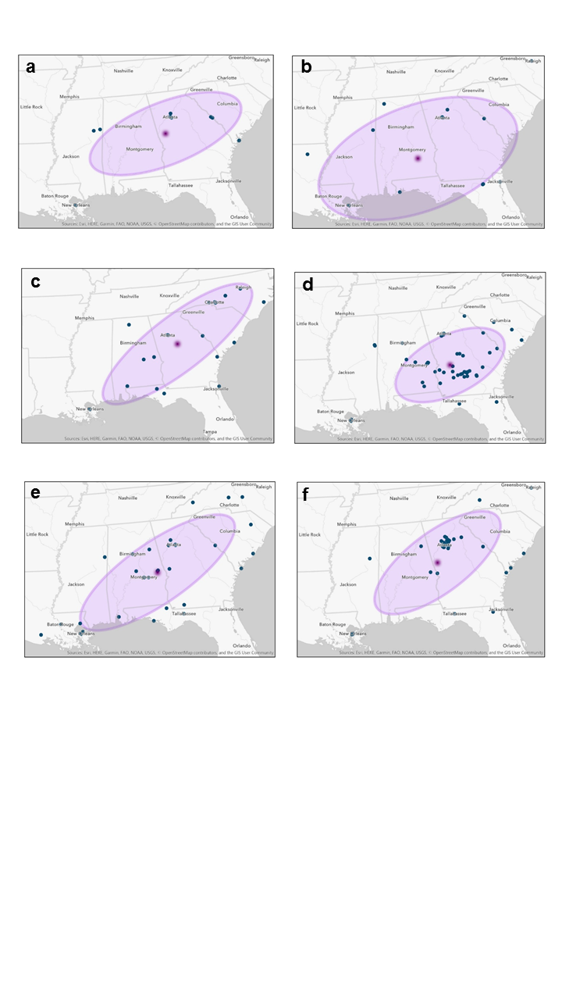 a
Greensboro
Raleigh
Nashville
Knoxville
Charlotte
Greenville
Memphis
Columbia
Little Rock
Atlanta
Birmingham
Montgomery
Jackson
Jacksonville
Tallahassee
Baton Rouge
New Orleans
Orlando
Sources: Esri, HERE, Garmin, FAO, NOAA, USGS, © OpenStreetMap contributors, and the GIS User Community
b
Greensboro
Raleigh
Nashville
Knoxville
Charlotte
Greenville
Memphis
Columbia
Little Rock
Atlanta
Birmingham
Montgomery
Jackson
Jacksonville
Tallahassee
Baton Rouge
New Orleans
Orlando
Sources: Esri, HERE, Garmin, FAO, NOAA, USGS, © OpenStreetMap contributors, and the GIS User Community
c
Raleigh
Nashville
Knoxville
Charlotte
Greenville
Memphis
Atlanta
Birmingham
Jacksonville
New Orleans
Orlando
Tampa
Sources: Esri, HERE, Garmin, FAO, NOAA, USGS, © OpenStreetMap contributors, and the GIS User Community
d
Greensboro
Raleigh
Nashville
Knoxville
Charlotte
Greenville
Memphis
Columbia
Little Rock
Atlanta
Birmingham
Montgomery
Jackson
Jacksonville
Tallahassee
Baton Rouge
New Orleans
Orlando
Sources: Esri, HERE, Garmin, FAO, NOAA, USGS, © OpenStreetMap contributors, and the GIS User Community
e
Greensboro
Raleigh
Nashville
Knoxville
Charlotte
Greenville
Memphis
Columbia
Little Rock
Atlanta
Birmingham
Montgomery
Jackson
Jacksonville
Tallahassee
Baton Rouge
New Orleans
Orlando
Sources: Esri, HERE, Garmin, FAO, NOAA, USGS, © OpenStreetMap contributors, and the GIS User Community
f
Greensboro
Raleigh
Nashville
Knoxville
Charlotte
Greenville
Memphis
Columbia
Little Rock
Atlanta
Birmingham
Montgomery
Jackson
Jacksonville
Tallahassee
Baton Rouge
New Orleans
Orlando
Sources: Esri, HERE, Garmin, FAO, NOAA, USGS, © OpenStreetMap contributors, and the GIS User Community